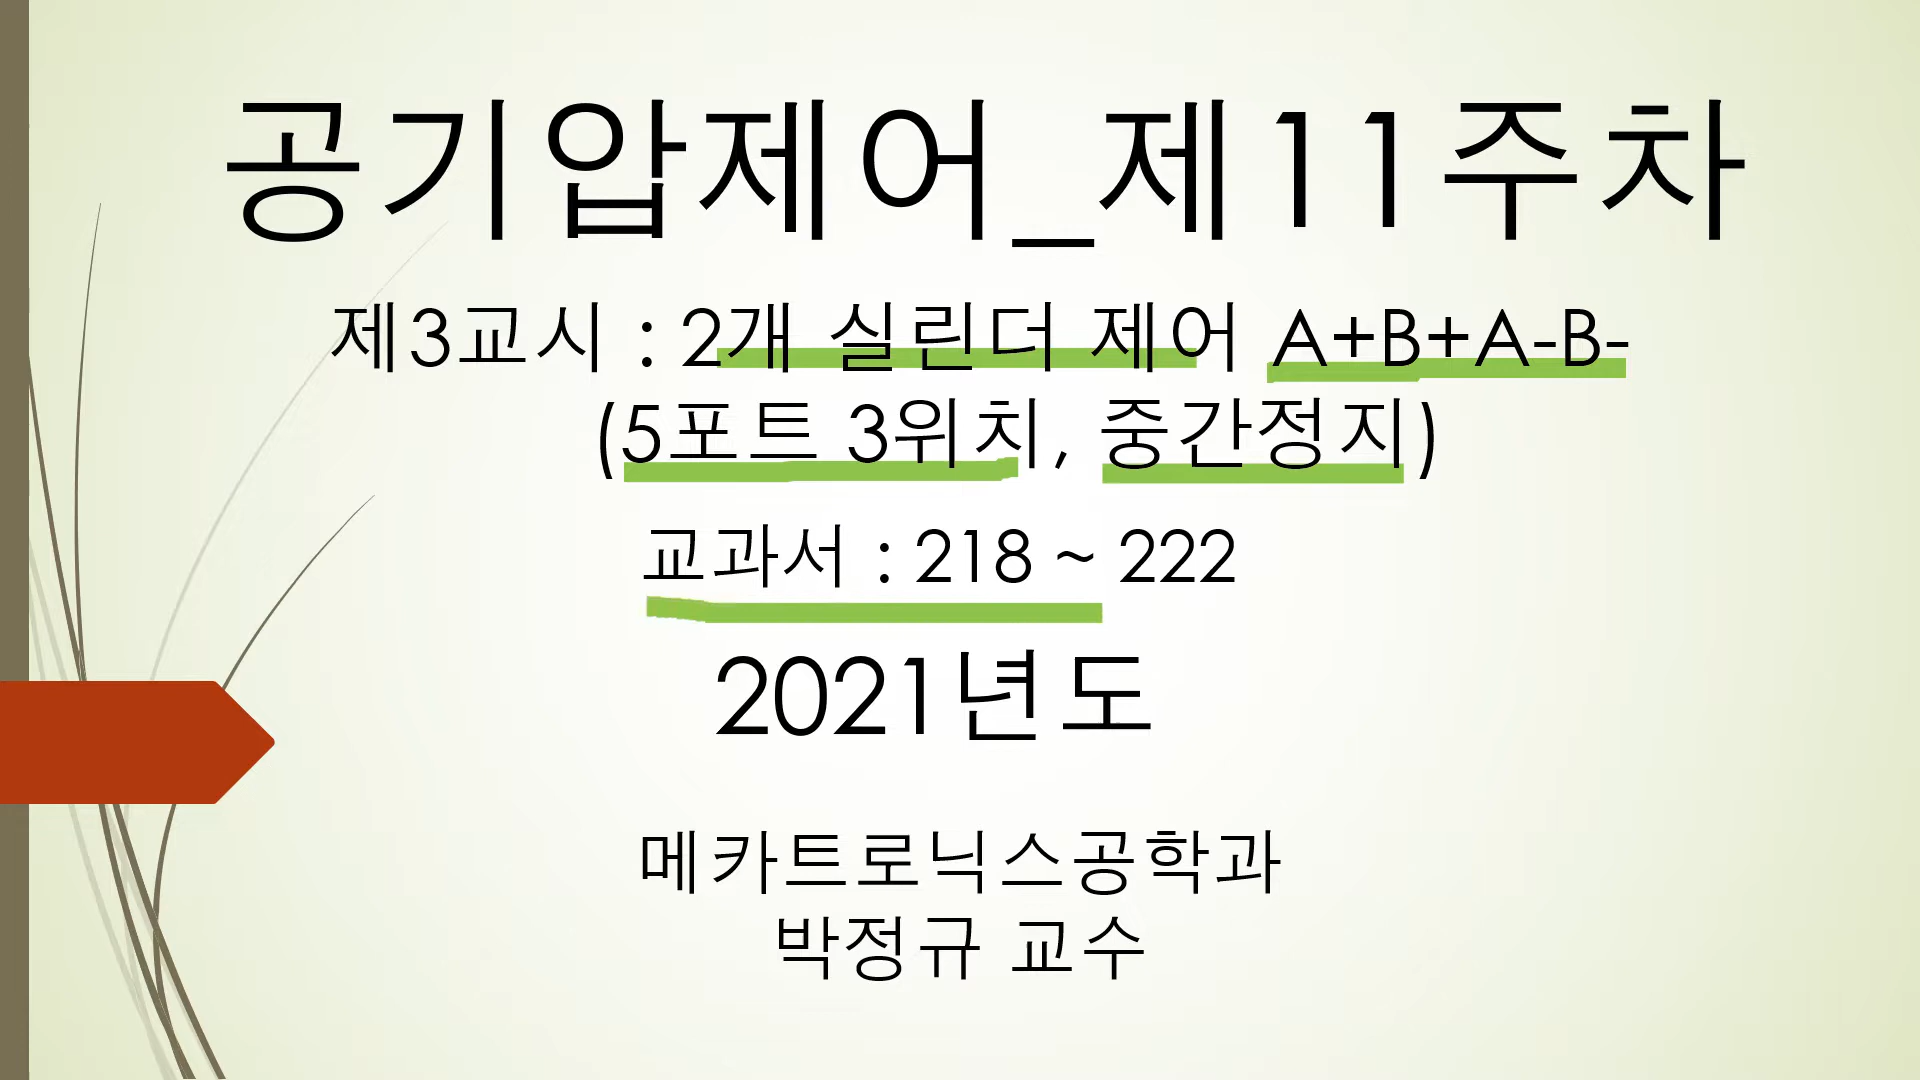 공기압제어_제11주차
제3교시 : 2개 실린더 제어 A+B+A-B-
(5포트 3위치, 중간정지)
교과서 : 218 ~ 222
2021년도
메카트로닉스공학과
박정규 교수